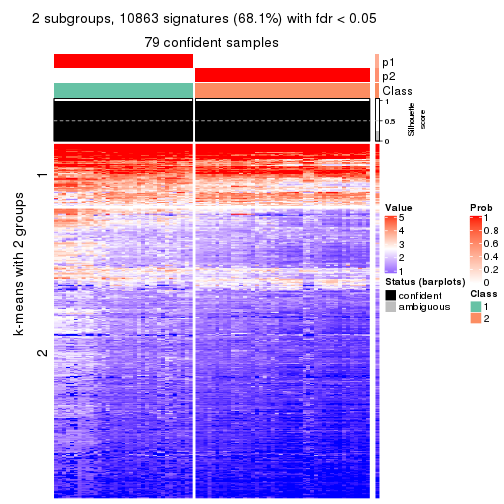 2 subgroups, 10863 signatures (68.1%) with fdr < 0.05
79 confident samples
p1
p2
Class
1
0.5
0
Silhouette
score
k-means with 2 groups
1
2
Value
5
4
3
2
1
Prob
1
0.8
0.6
0.4
0.2
0
Status (barplots)
confident
ambiguous
Class
1
2